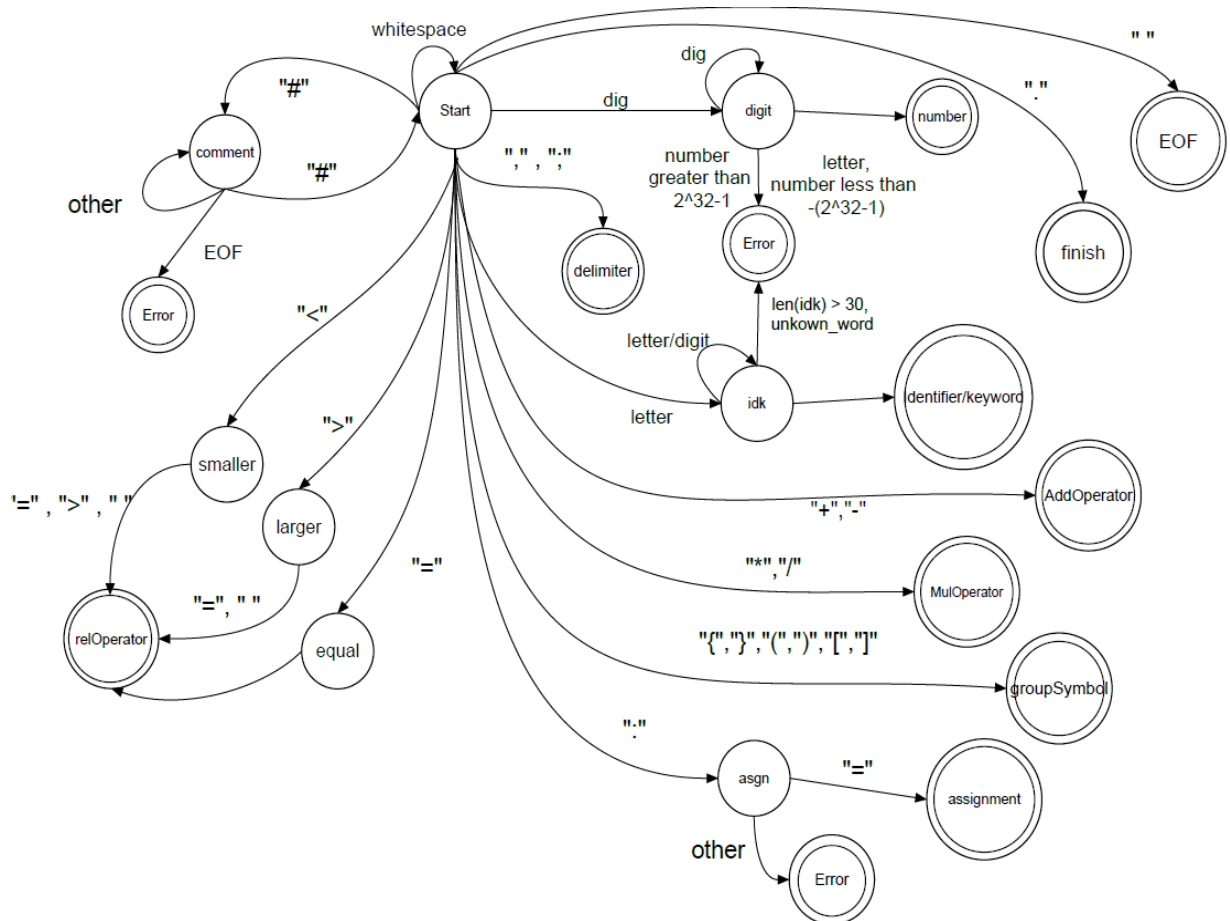 whitespace
" "
"#"
dig
"."
Start
dig
digit
number
EOF
comment
"#"
"," , ";"
number
greater than
2^32-1
letter,
number less than
-(2^32-1)
other
EOF
Error
finish
delimiter
Error
"<"
len(idk) > 30,
unkown_word
letter/digit
idk
dentifier/keyword
letter
">"
smaller
'=" , ">" , " "
larger
AddOperator
"+","-"
"="
"*","/"
MulOperator
"=", " "
relOperator
equal
"{","}","(",")","[","]"
groupSymbol
":"
asgn
"="
assignment
other
Error